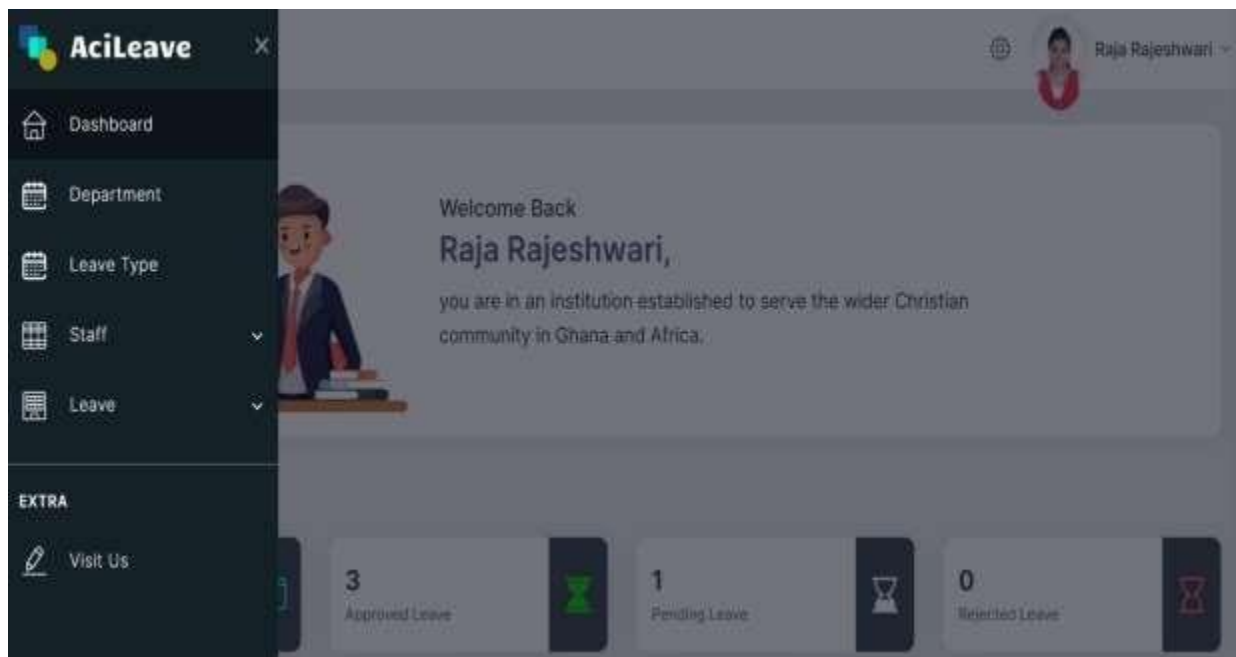 AciLeave
Raja Rajeshwari
Dashboard
Department
Leave Type
Staff
Leave
EXTRA
Visit Us
Welcome Back
Raja Rajeshwari,
you are in an institution established to serve the wider Christian
community in Ghana and Africa.
3
Approved Leave
1
Pending Leave
0
Rejected Leave